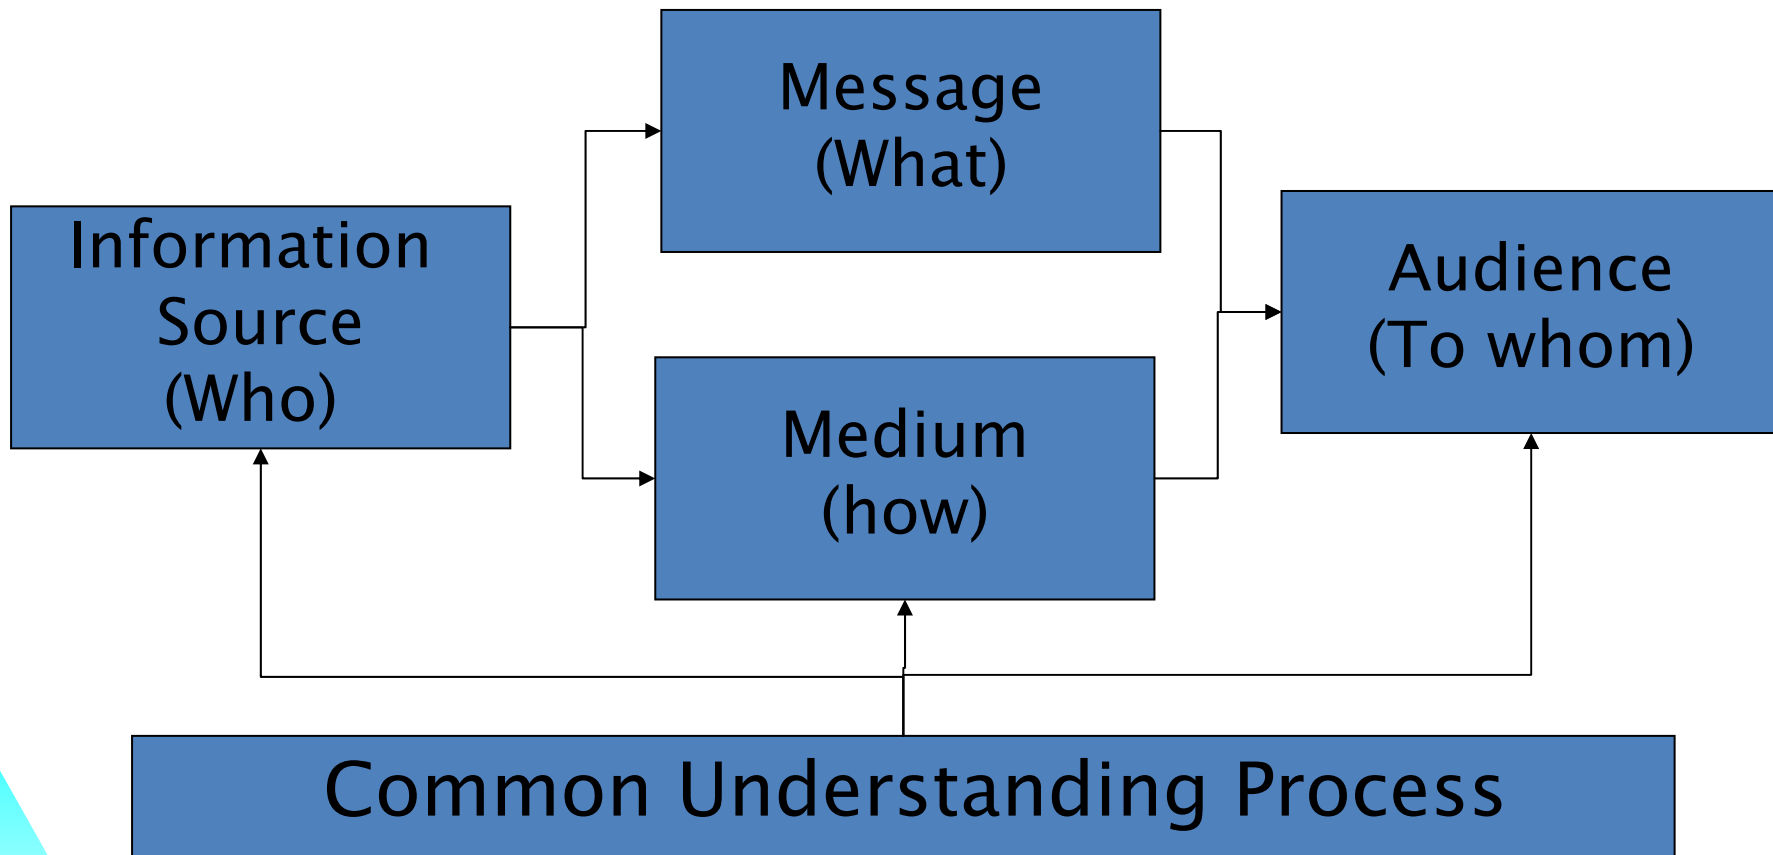 Message
(What)
Information
Source
(Who)
Audience
(To whom)
Medium
(how)
Common Understanding Process